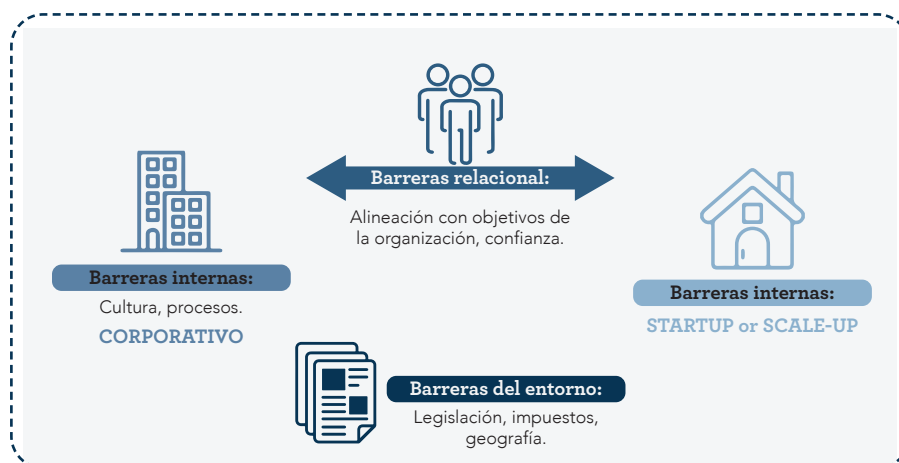 Barreras relacional:
Alineación con objetivos de
la organización, confianza.
Barreras internas:
Cultura, procesos.
CORPORATIVO
Barreras internas:
STARTUP or SCALE-UP
Barreras del entorno:
Legislación, impuestos,
geografía.